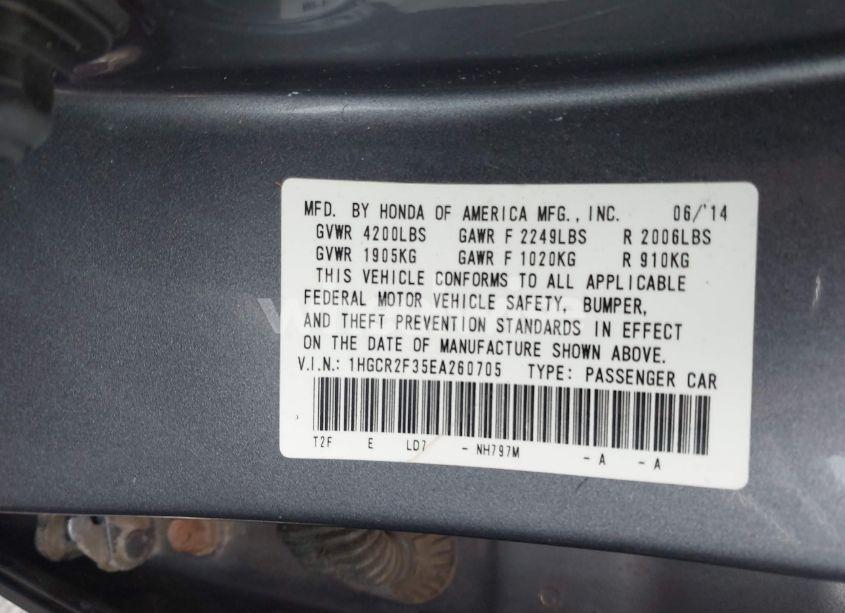 MFD. BY HONDA OF AMERICA MFG., INC. 06/'14
GVWR 4200LBS GAWR F 2249LBS R 2006LBS
GVWR 1905KG GAWR F 1020KG R 910KG
THIS VEHICLE CONFORMS TO ALL APPLICABLE
FEDERAL MOTOR VEHICLE SAFETY, BUMPER,
AND THEFT PREVENTION STANDARDS IN EFFECT
ON THE DATE OF MANUFACTURE SHOWN ABOVE.
V.I.N.: 1HGCR2F35EA260705 TYPE: PASSENGER CAR
T2F E LD7 - NH797M - A - A